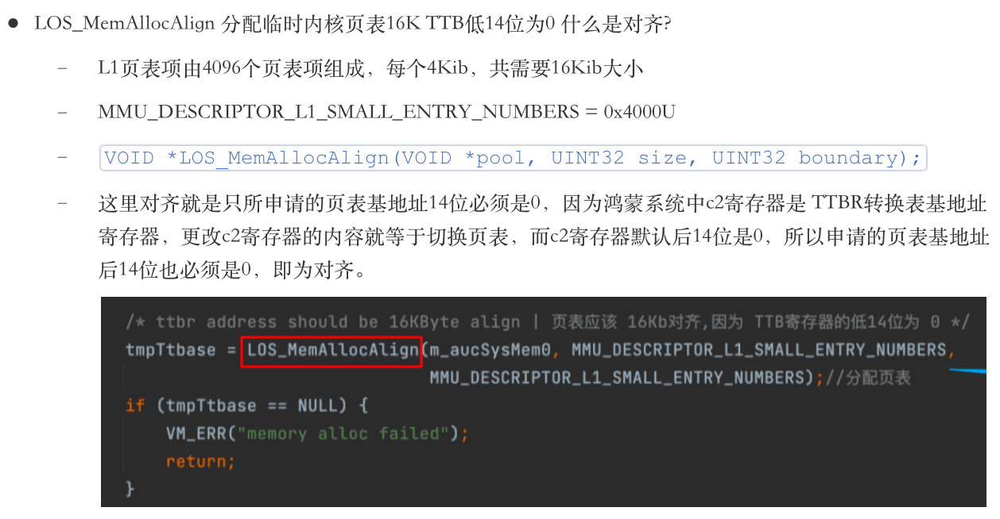 ● LOS_MemAllocAlign 分配临时内核页表16K TTB低14位为0 什么是对齐?
– L1页表项由4096个页表项组成，每个4Kib，共需要16Kib大小
– MMU_DESCRIPTOR_L1_SMALL_ENTRY_NUMBERS = 0x4000U
– VOID *LOS_MemAllocAlign(VOID *pool, UINT32 size, UINT32 boundary);
– 这里对齐就是只所申请的页表基地址14位必须是0，因为鸿蒙系统中c2寄存器是 TTBR转换表基地址
寄存器，更改c2寄存器的内容就等于切换页表，而c2寄存器默认后14位是0，所以申请的页表基地址
后14位也必须是0，即为对齐。
/* ttbr address should be 16KByte align | 页表应该 16Kb对齐,因为 TTB寄存器的低14位为 0 */
tmpTtbase = LOS_MemAllocAlign(m_aucSysMem0, MMU_DESCRIPTOR_L1_SMALL_ENTRY_NUMBERS,
MMU_DESCRIPTOR_L1_SMALL_ENTRY_NUMBERS);//分配页表
if (tmpTtbase == NULL) {
VM_ERR("memory alloc failed");
return;
}